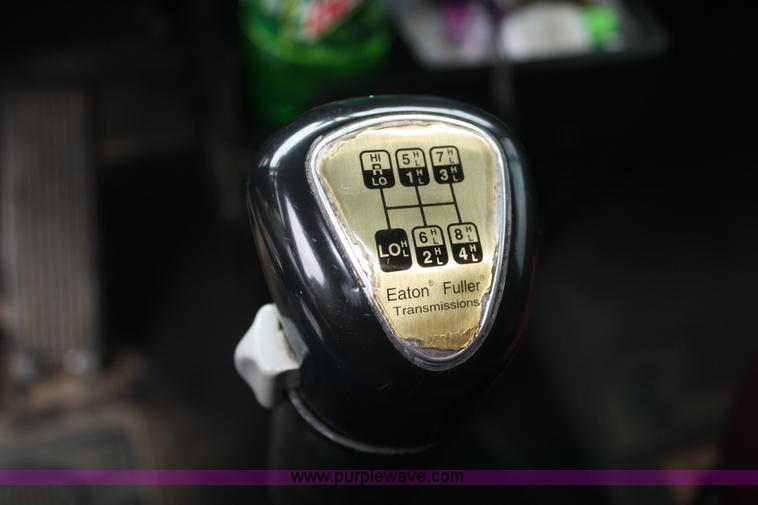 HI 5 H L 7 H L
R LO 1 H L 3 H L
LO H L 6 H L 8 H L
2 H L 4 H L
Eaton® Fuller®
Transmissions
www.purplewave.com